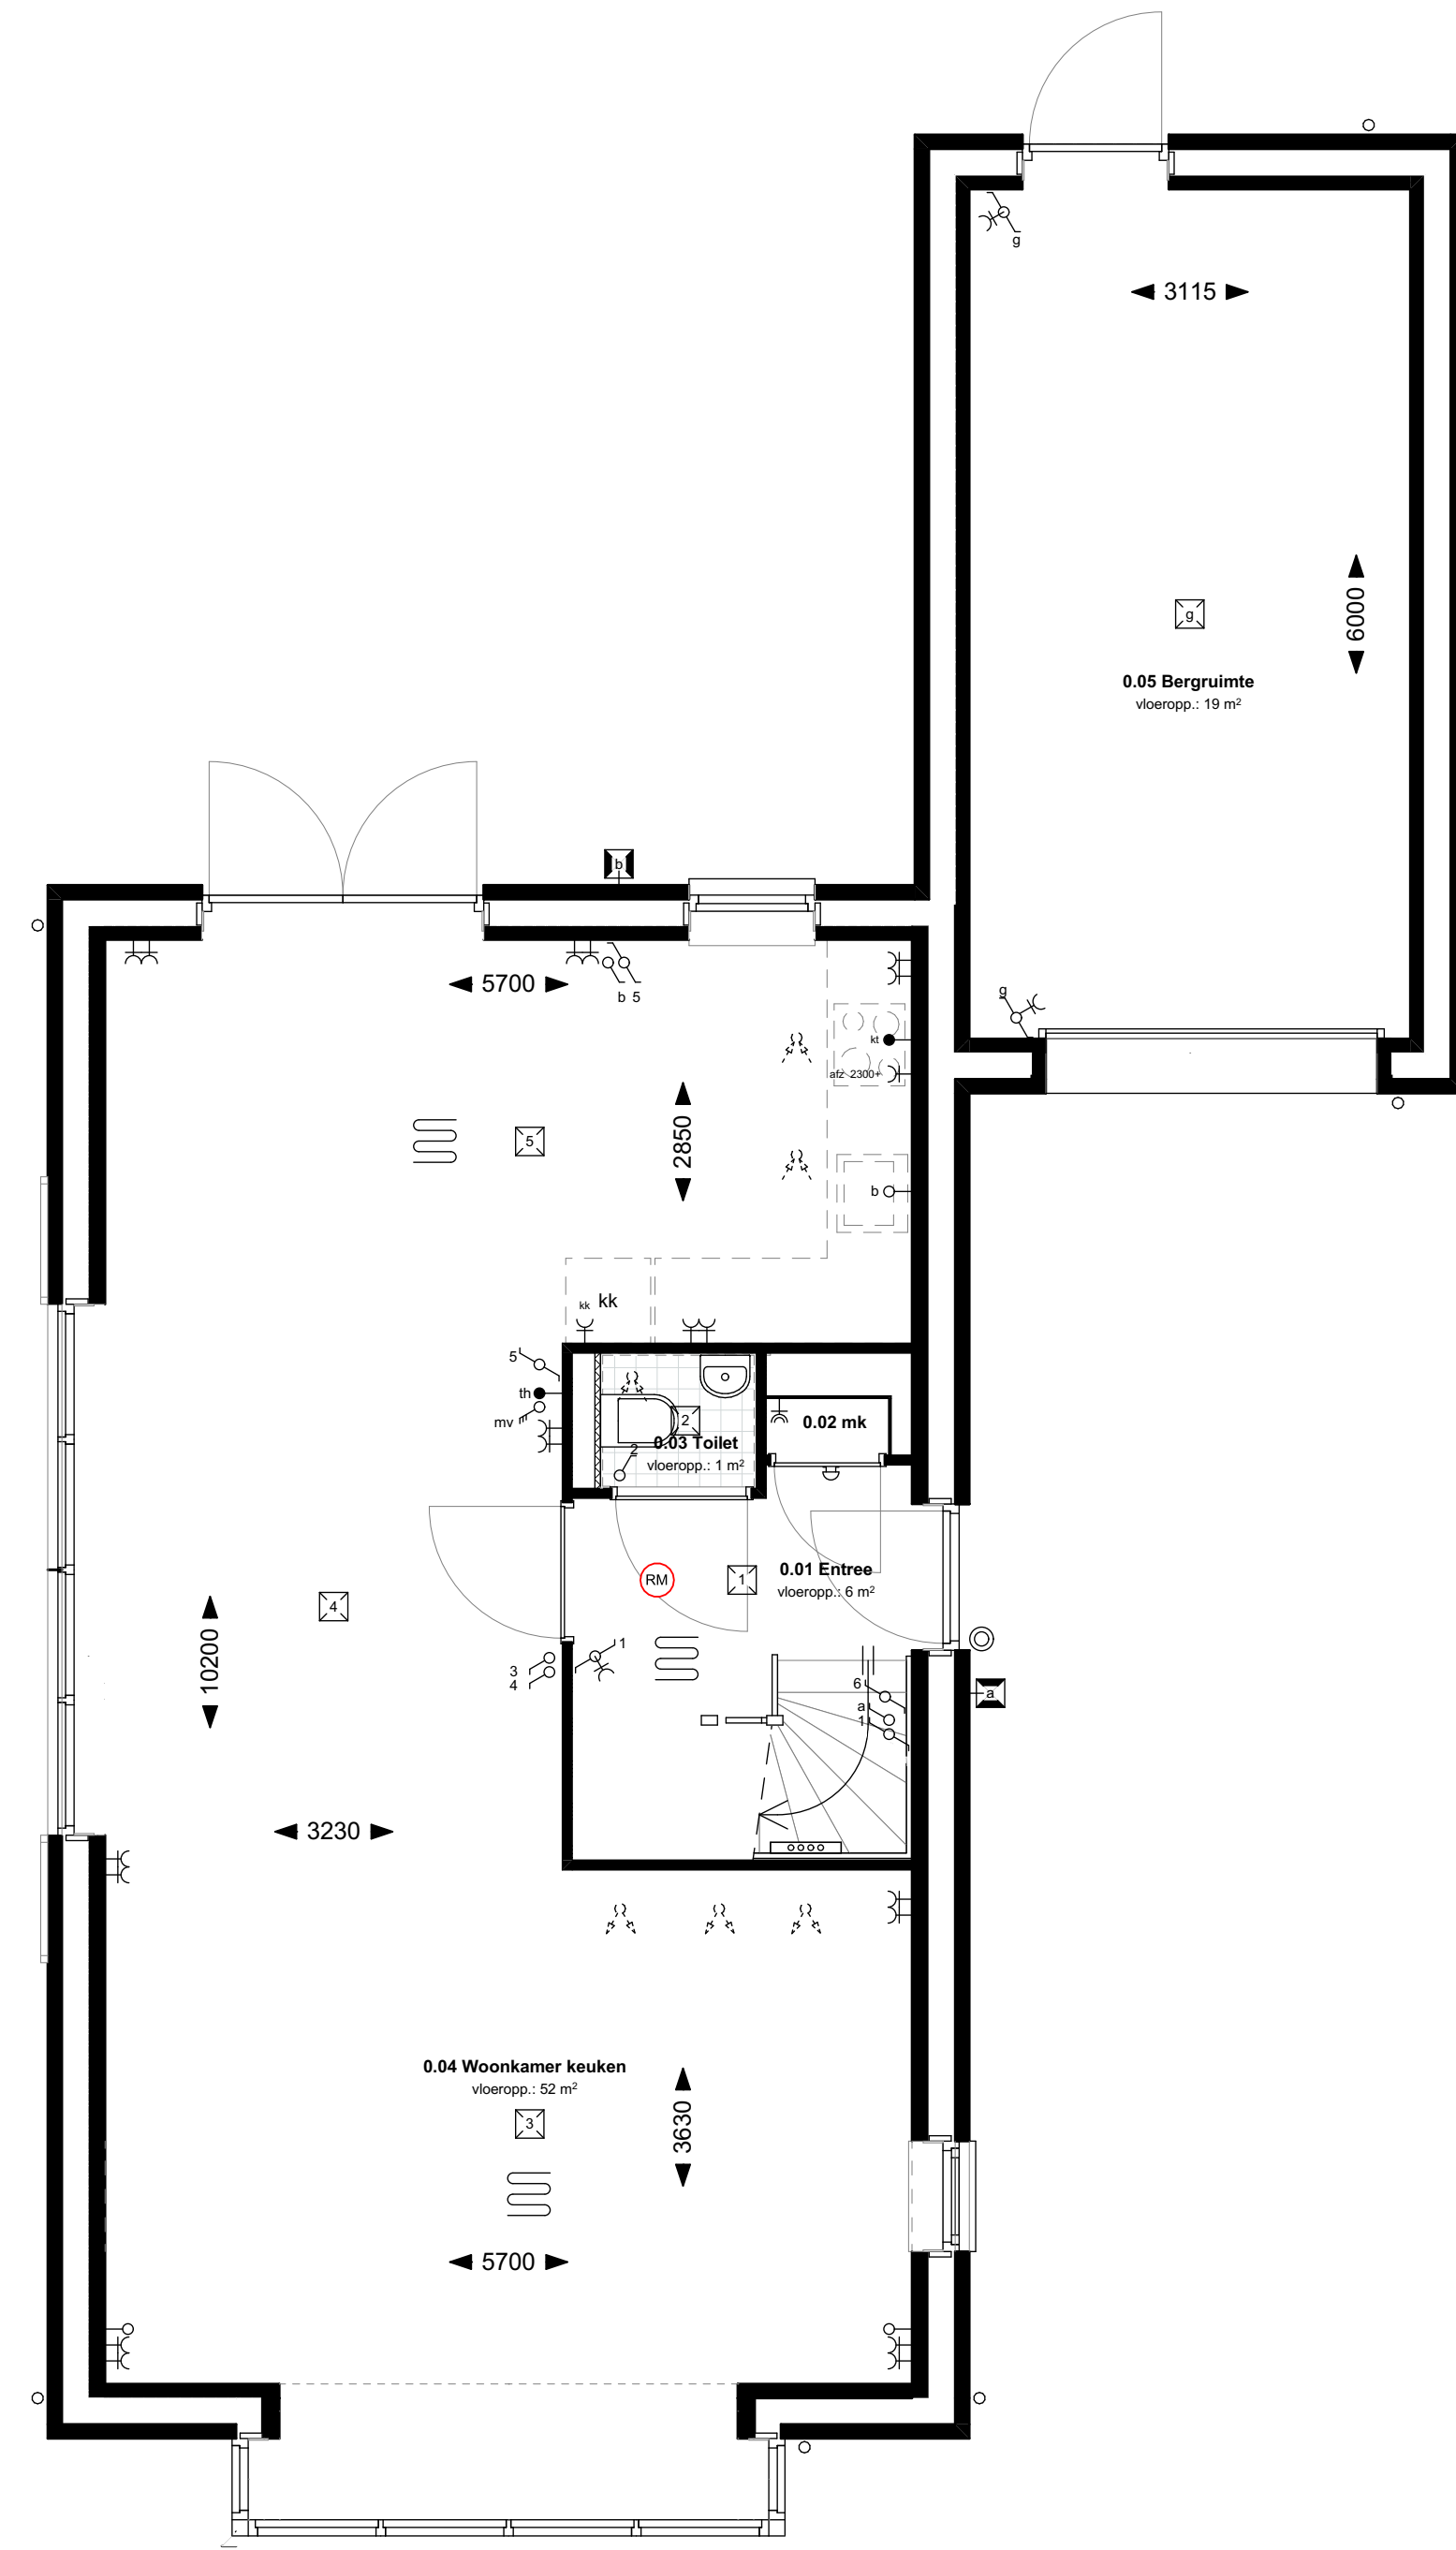 g
3115
g
6000
0.05 Bergruimte
vloeropp.: 19 m²
b
5700
b 5
g
kt
afz 2300+
5
2850
b
kk kk
5
th
mv
2
0.02 mk
0.03 Toilet
2
vloeropp.: 1 m²
RM
1
0.01 Entree
vloeropp.: 6 m²
4
10200
1
3
4
6
a
1
a
3230
0.04 Woonkamer keuken
vloeropp.: 52 m²
3
3630
5700